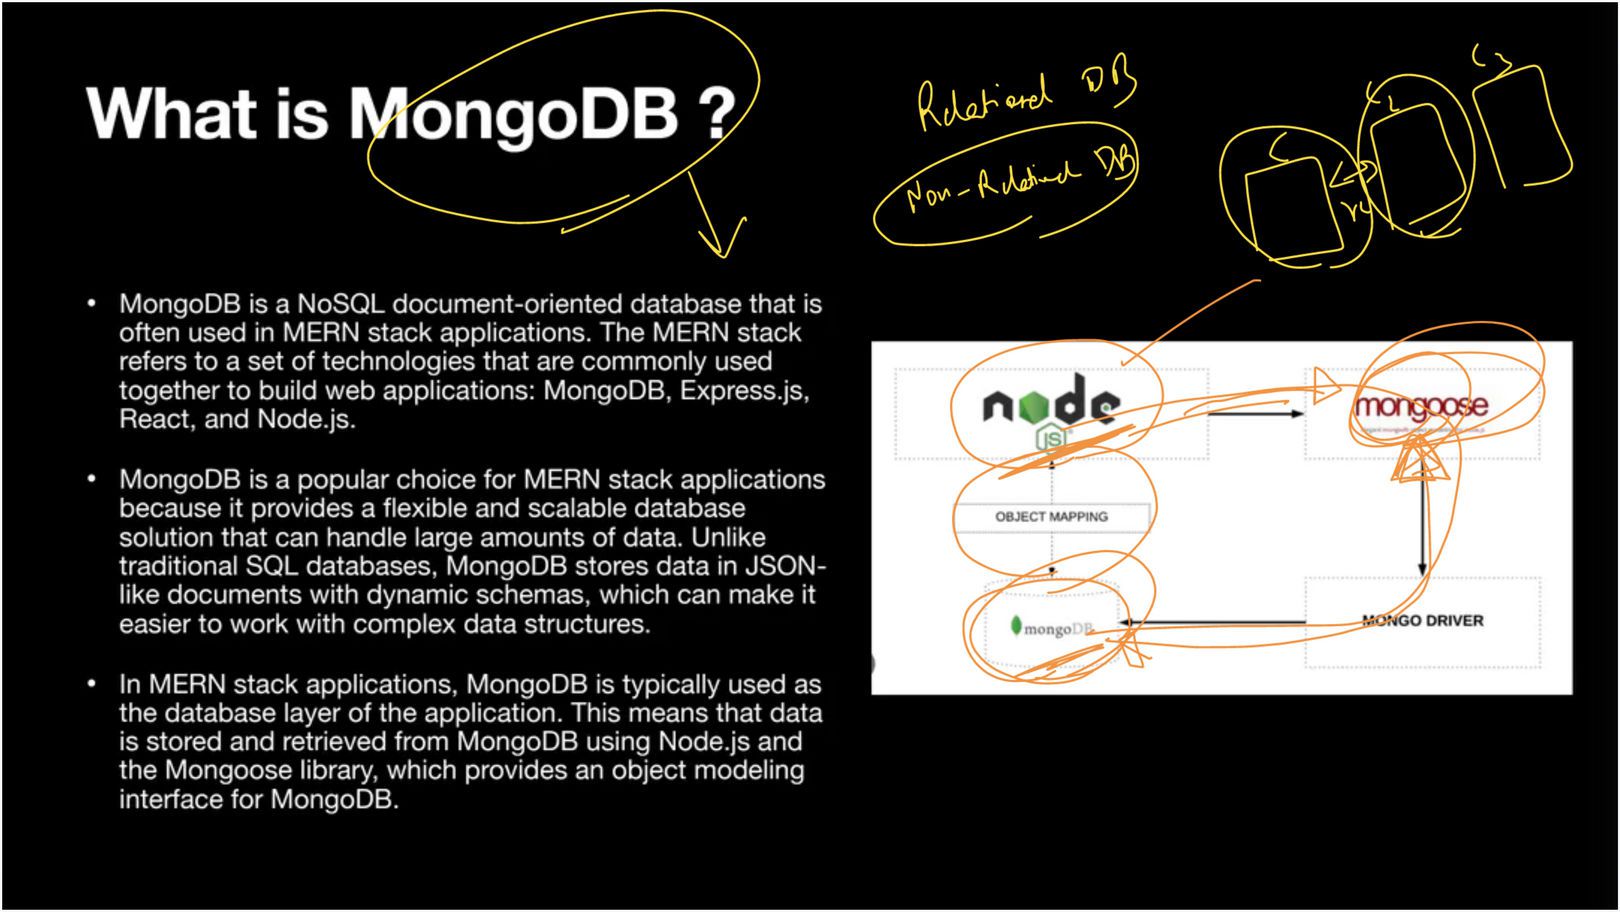 What is MongoDB ?
Relational DB
Non-Relational DB
• MongoDB is a NoSQL document-oriented database that is
often used in MERN stack applications. The MERN stack
refers to a set of technologies that are commonly used
together to build web applications: MongoDB, Express.js,
React, and Node.js.
• MongoDB is a popular choice for MERN stack applications
because it provides a flexible and scalable database
solution that can handle large amounts of data. Unlike
traditional SQL databases, MongoDB stores data in JSON-
like documents with dynamic schemas, which can make it
easier to work with complex data structures.
• In MERN stack applications, MongoDB is typically used as
the database layer of the application. This means that data
is stored and retrieved from MongoDB using Node.js and
the Mongoose library, which provides an object modeling
interface for MongoDB.
node
JS
mongoose
OBJECT MAPPING
mongoDB
MONGO DRIVER